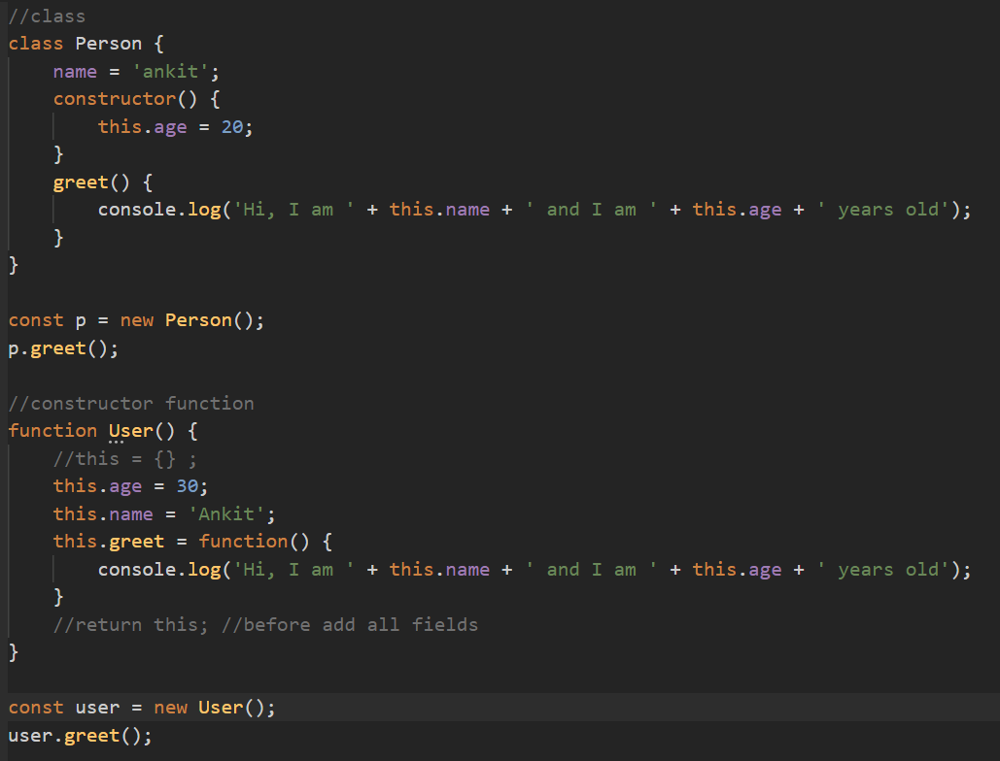 //class
class Person {
    name = 'ankit';
    constructor() {
        this.age = 20;
    }
    greet() {
        console.log('Hi, I am ' + this.name + ' and I am ' + this.age + ' years old');
    }
}

const p = new Person();
p.greet();

//constructor function
function User() {
    //this = {} ;
    this.age = 30;
    this.name = 'Ankit';
    this.greet = function() {
        console.log('Hi, I am ' + this.name + ' and I am ' + this.age + ' years old');
    }
    //return this; //before add all fields
}

const user = new User();
user.greet();